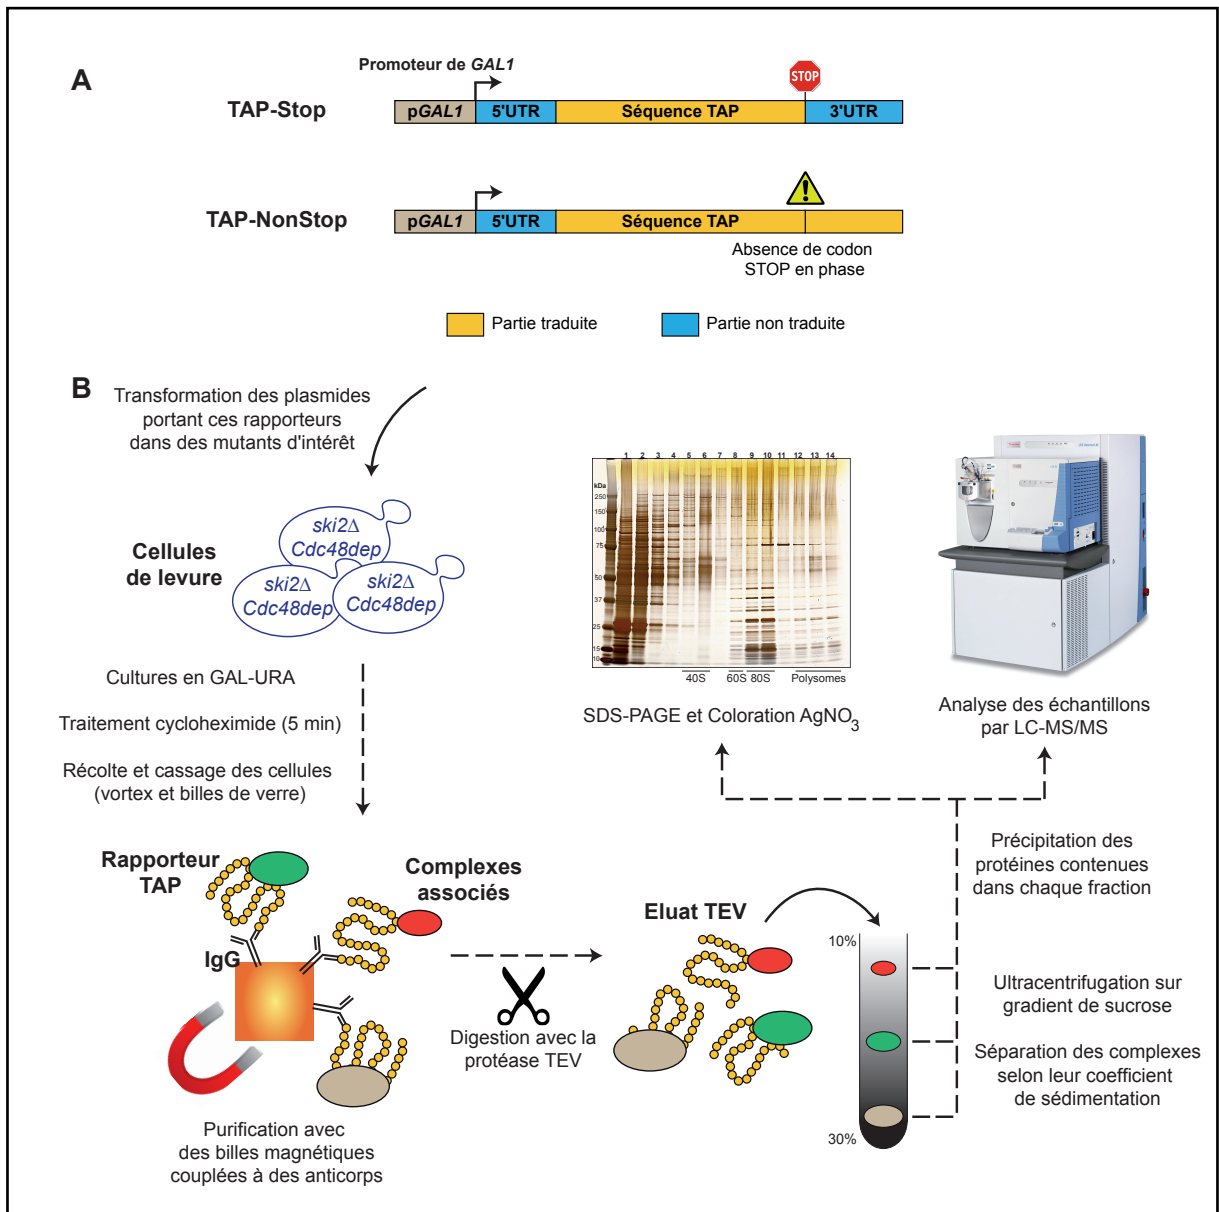 A
Promoteur de GAL1
TAP-Stop
pGAL1
5'UTR
Séquence TAP
STOP
3'UTR
TAP-NonStop
pGAL1
5'UTR
Séquence TAP
!
Absence de codon
STOP en phase
Partie traduite
Partie non traduite
B
Transformation des plasmides
portant ces rapporteurs
dans des mutants d'intérêt
Cellules
de levure
ski2Δ
Cdc48dep
ski2Δ
Cdc48dep
ski2Δ
Cdc48dep
Cultures en GAL-URA
Traitement cycloheximide (5 min)
Récolte et cassage des cellules
(vortex et billes de verre)
1 2 3 4 5 6 7 8 9 10 11 12 13 14
kDa
250
150
100
75
50
37
25
15
10
40S
60S
80S
Polysomes
SDS-PAGE et Coloration AgNO3
Analyse des échantillons
par LC-MS/MS
Rapporteur
TAP
Complexes
associés
IgG
Purification avec
des billes magnétiques
couplées à des anticorps
Digestion avec la
protéase TEV
Eluat TEV
10%
30%
Précipitation des
protéines contenues
dans chaque fraction
Ultracentrifugation sur
gradient de sucrose
Séparation des complexes
selon leur coefficient
de sédimentation